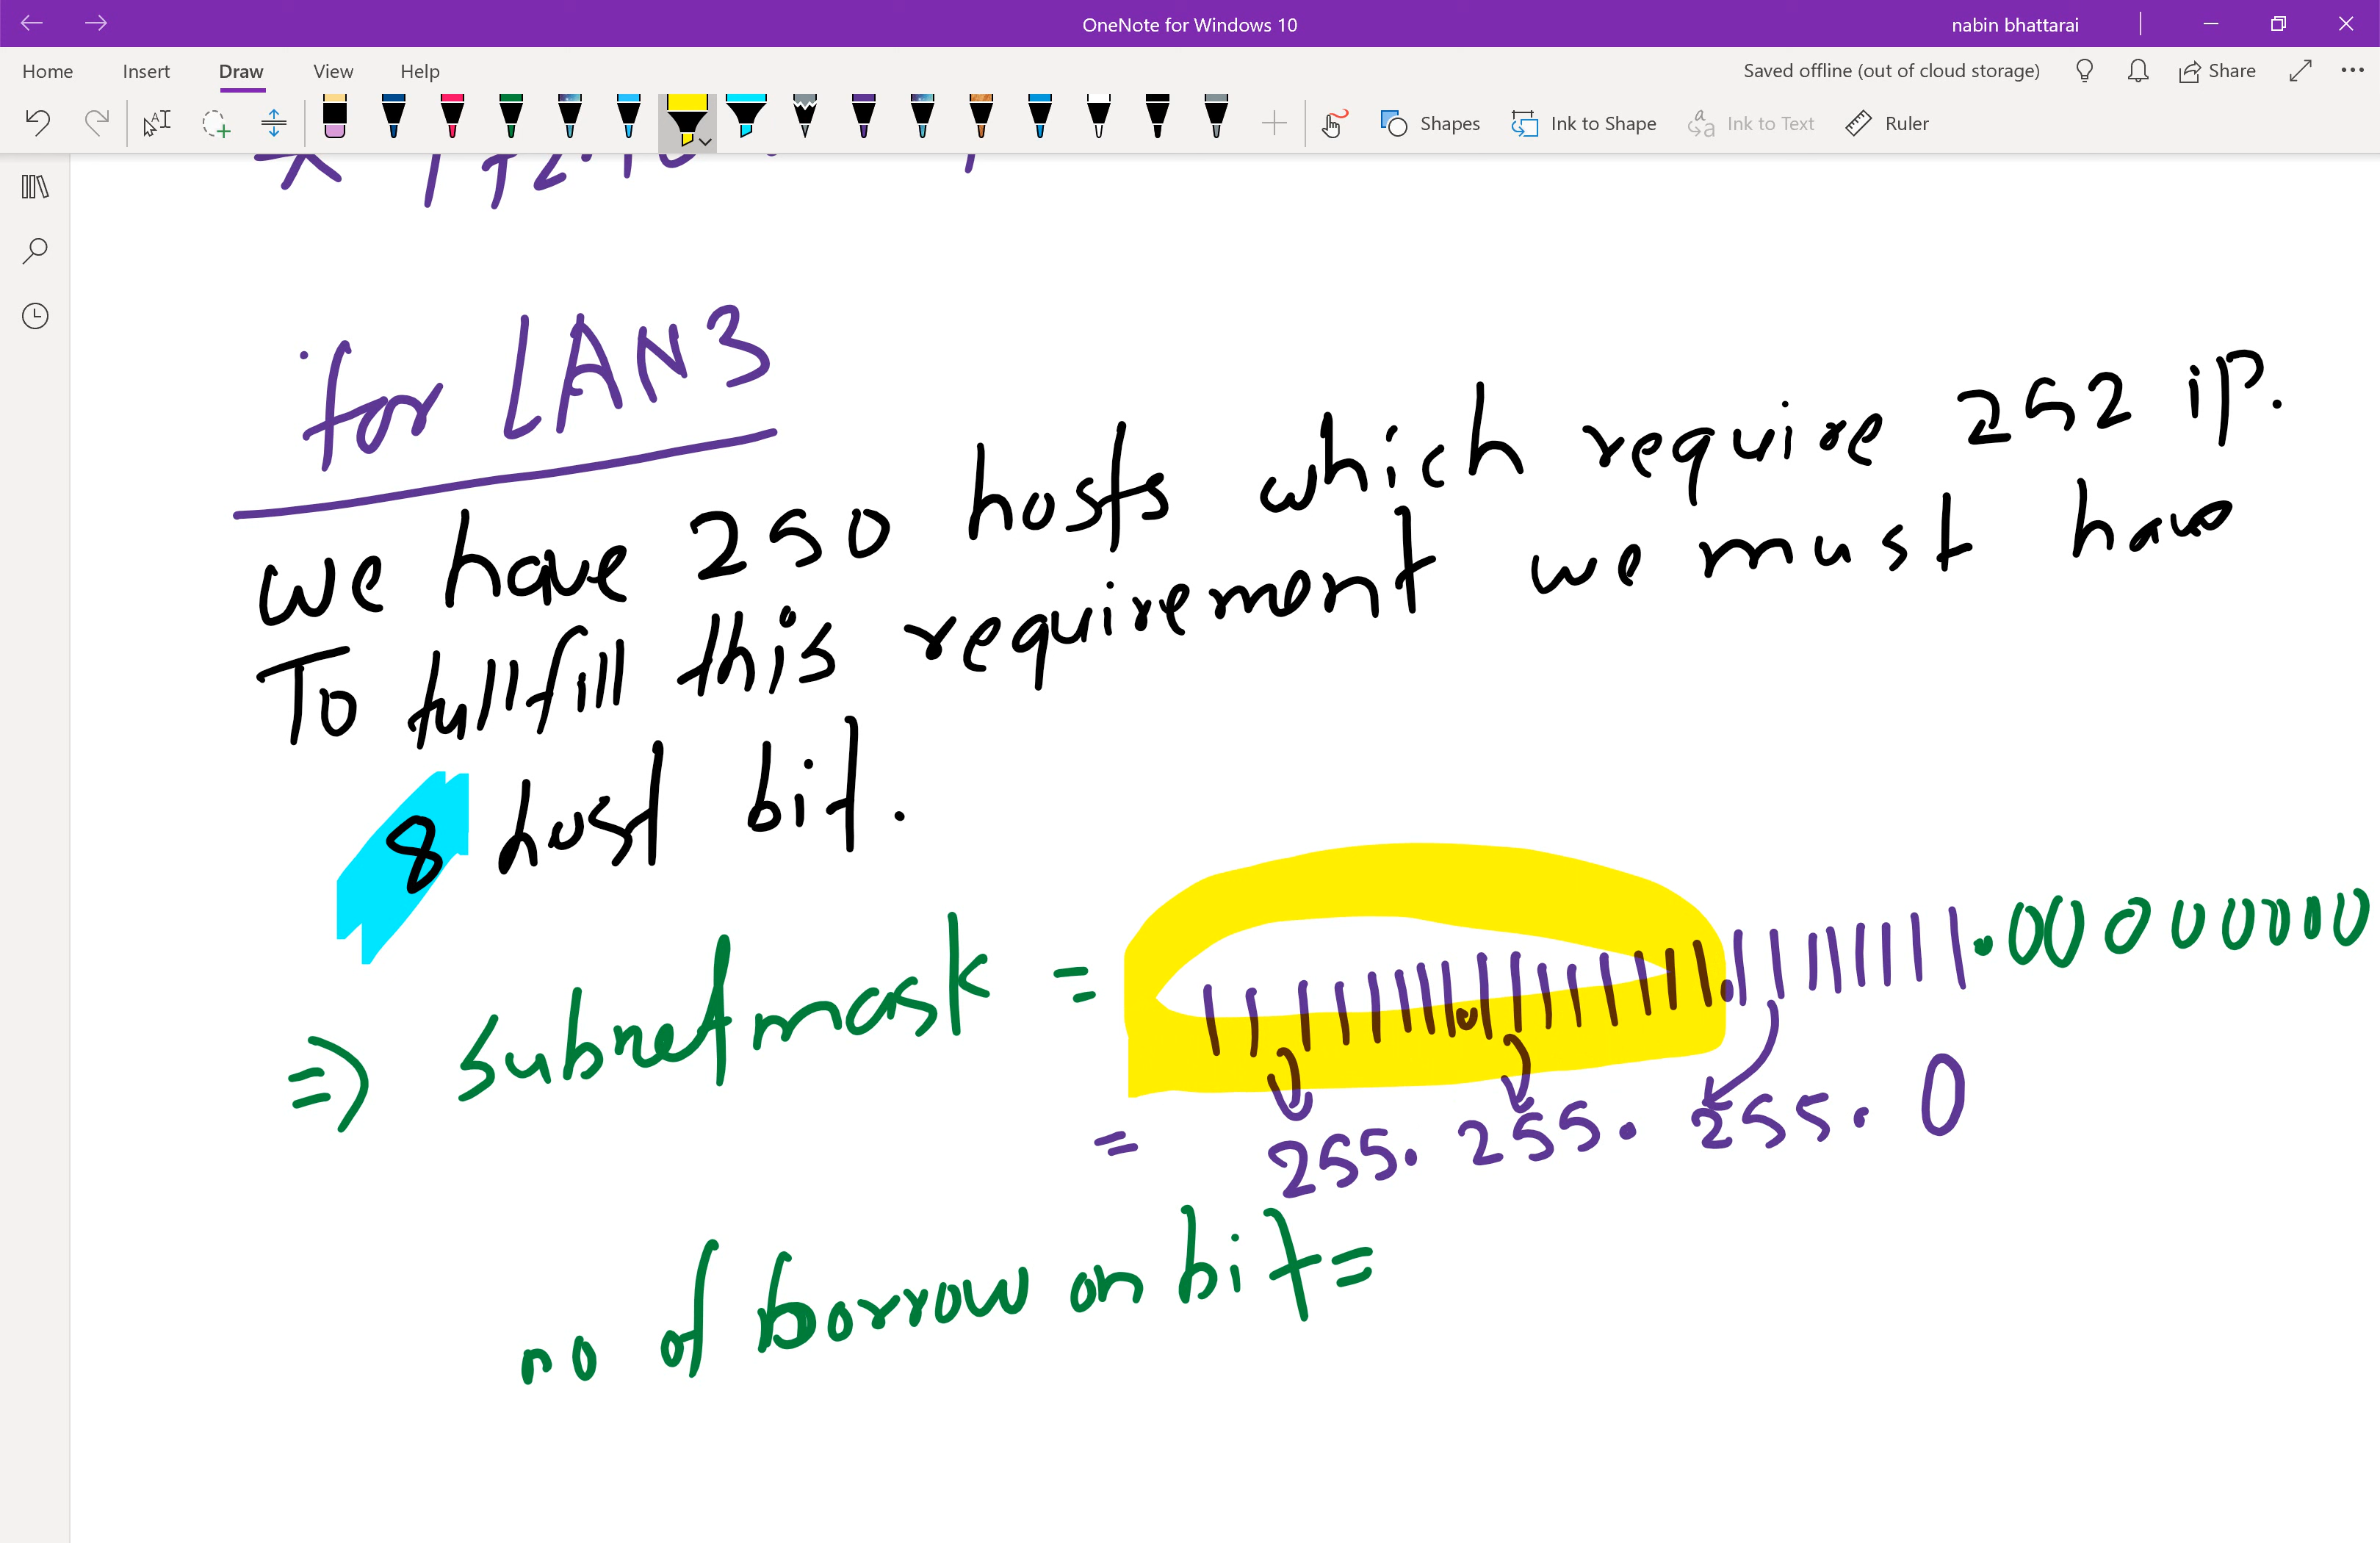 OneNote for Windows 10
nabin bhattarai
Home Insert Draw View Help
Saved offline (out of cloud storage) Share
Shapes Ink to Shape Ink to Text Ruler
for LAN3
we have 250 hosts which require 252 iP.
To fullfill this requirement we must have
8 host bit.
=> subnetmask = 11111111.11111111.11111111.00000000
= 255.255.255.0
no of borrow on bit=